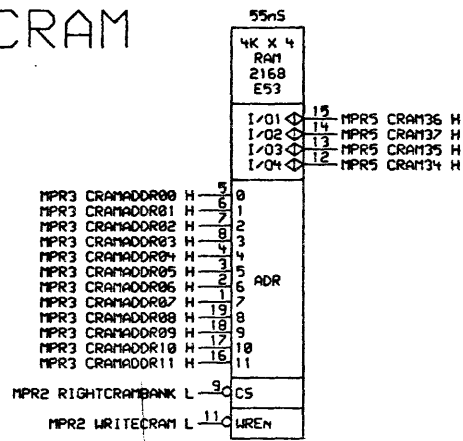 CRAM
55nS
4K X 4
RAM
2168
E53
I/O1 15 MPR5 CRAM36 H
I/O2 14 MPR5 CRAM37 H
I/O3 13 MPR5 CRAM35 H
I/O4 12 MPR5 CRAM34 H
MPR3 CRAMADDR00 H 5 0
MPR3 CRAMADDR01 H 6 1
MPR3 CRAMADDR02 H 7 2
MPR3 CRAMADDR03 H 8 3
MPR3 CRAMADDR04 H 4 4
MPR3 CRAMADDR05 H 3 5
MPR3 CRAMADDR06 H 2 6 ADR
MPR3 CRAMADDR07 H 1 7
MPR3 CRAMADDR08 H 19 8
MPR3 CRAMADDR09 H 18 9
MPR3 CRAMADDR10 H 17 10
MPR3 CRAMADDR11 H 16 11
MPR2 RIGHTCRAMBANK L 9 CS
MPR2 WRITECRAM L 11 WREN